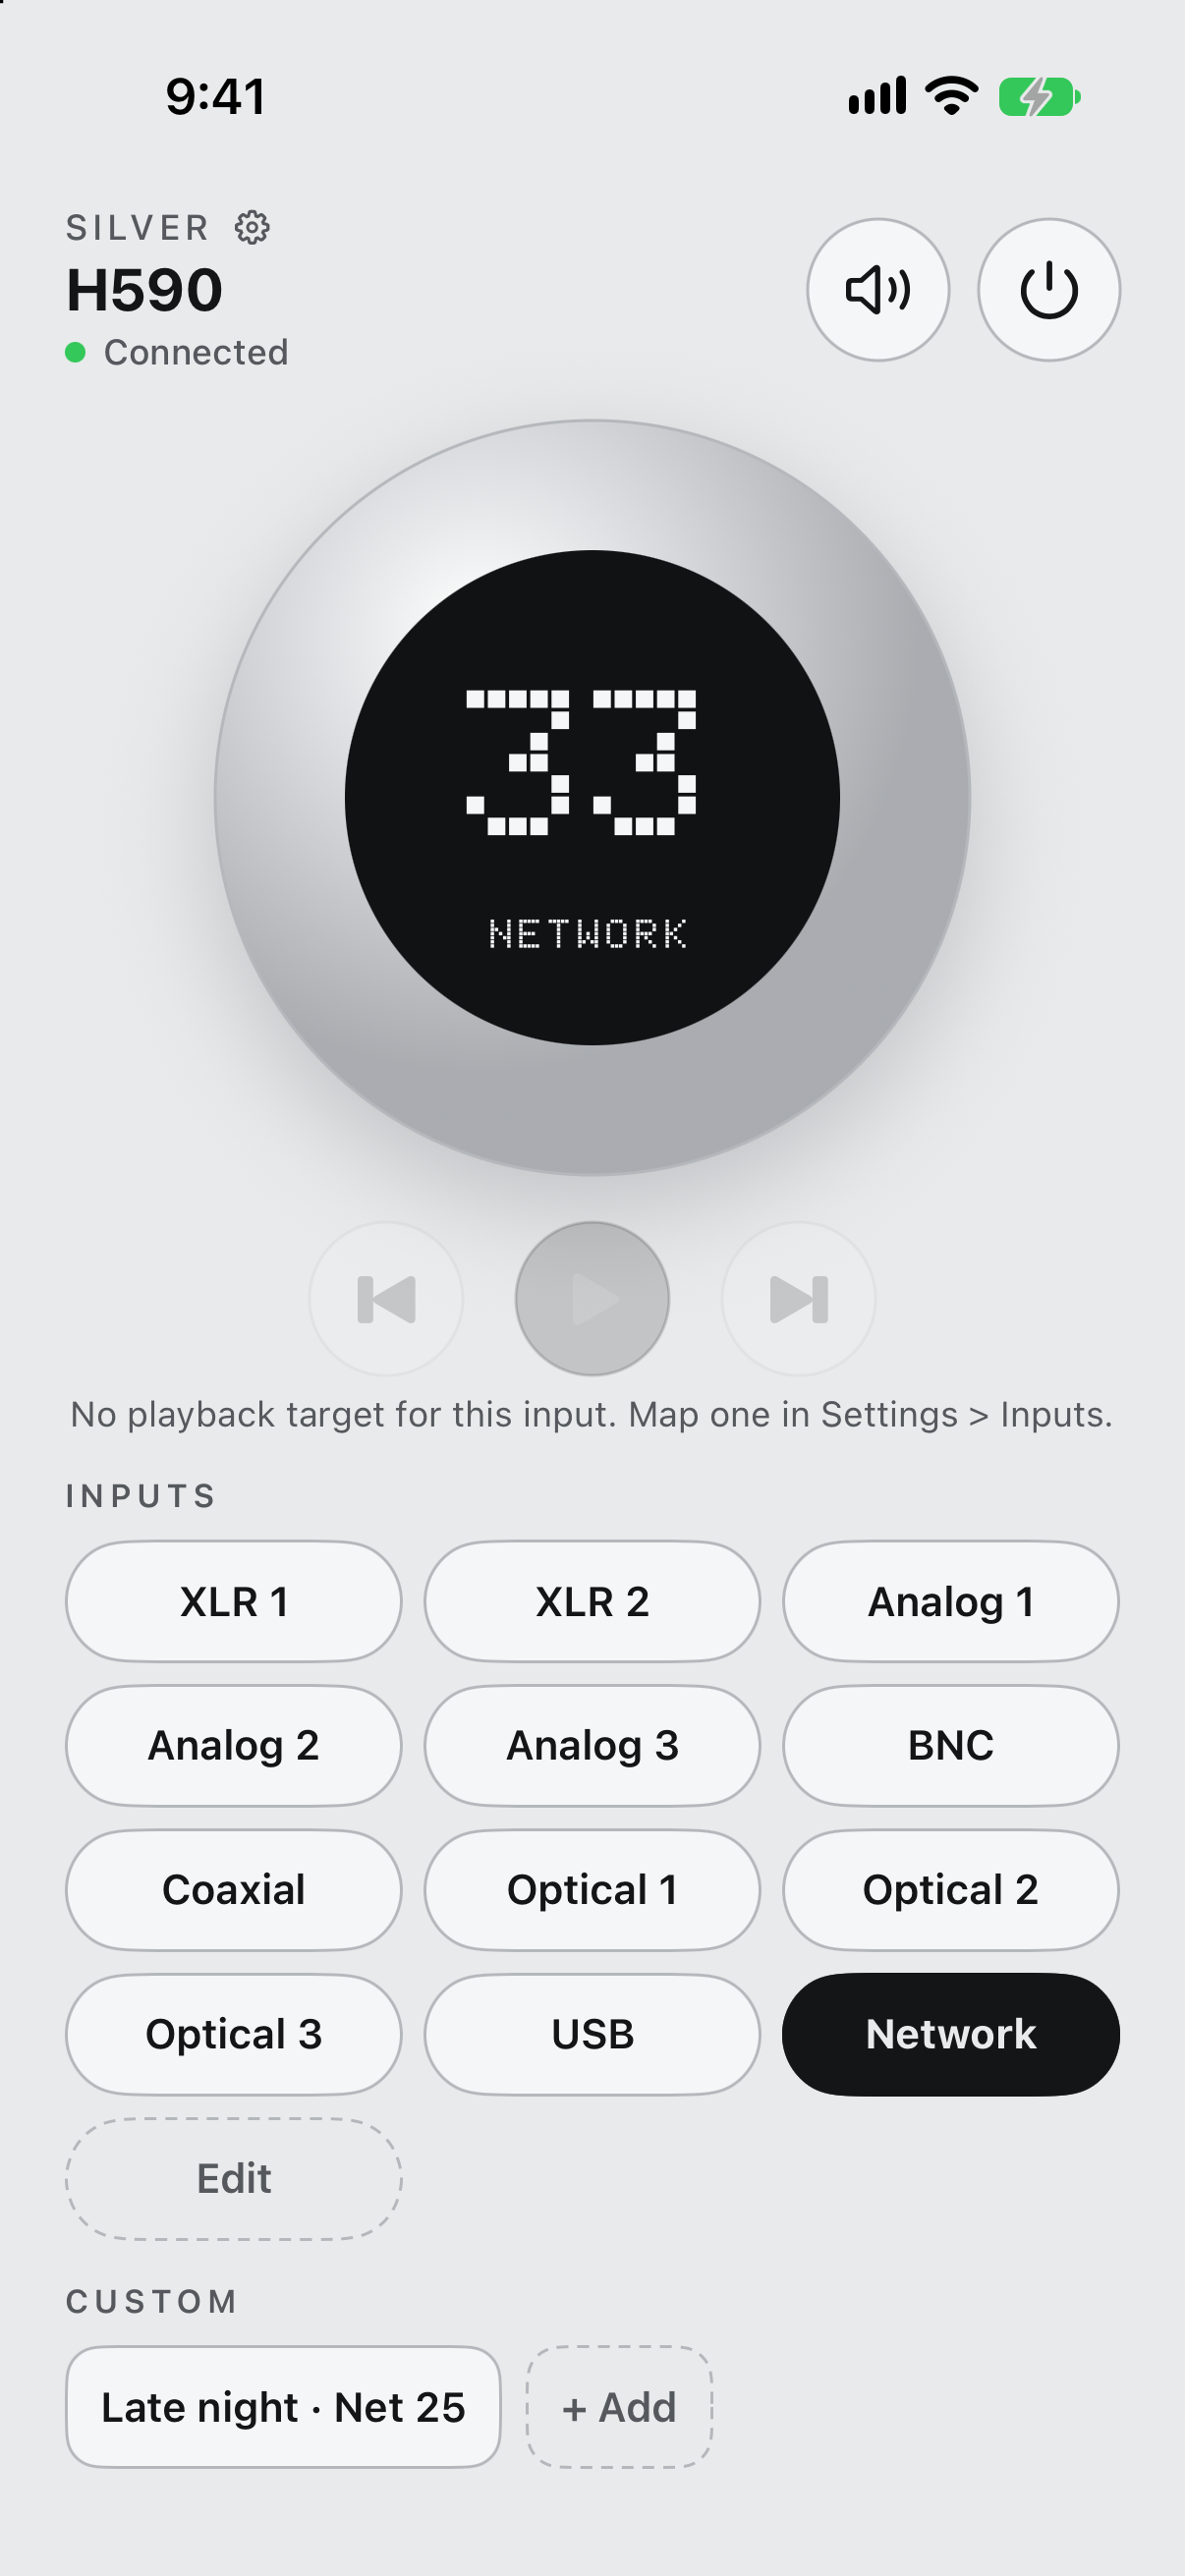 9:41
SILVER
H590
Connected
33
NETWORK
No playback target for this input. Map one in Settings > Inputs.
INPUTS
XLR 1 XLR 2 Analog 1
Analog 2 Analog 3 BNC
Coaxial Optical 1 Optical 2
Optical 3 USB Network
Edit
CUSTOM
Late night · Net 25 + Add